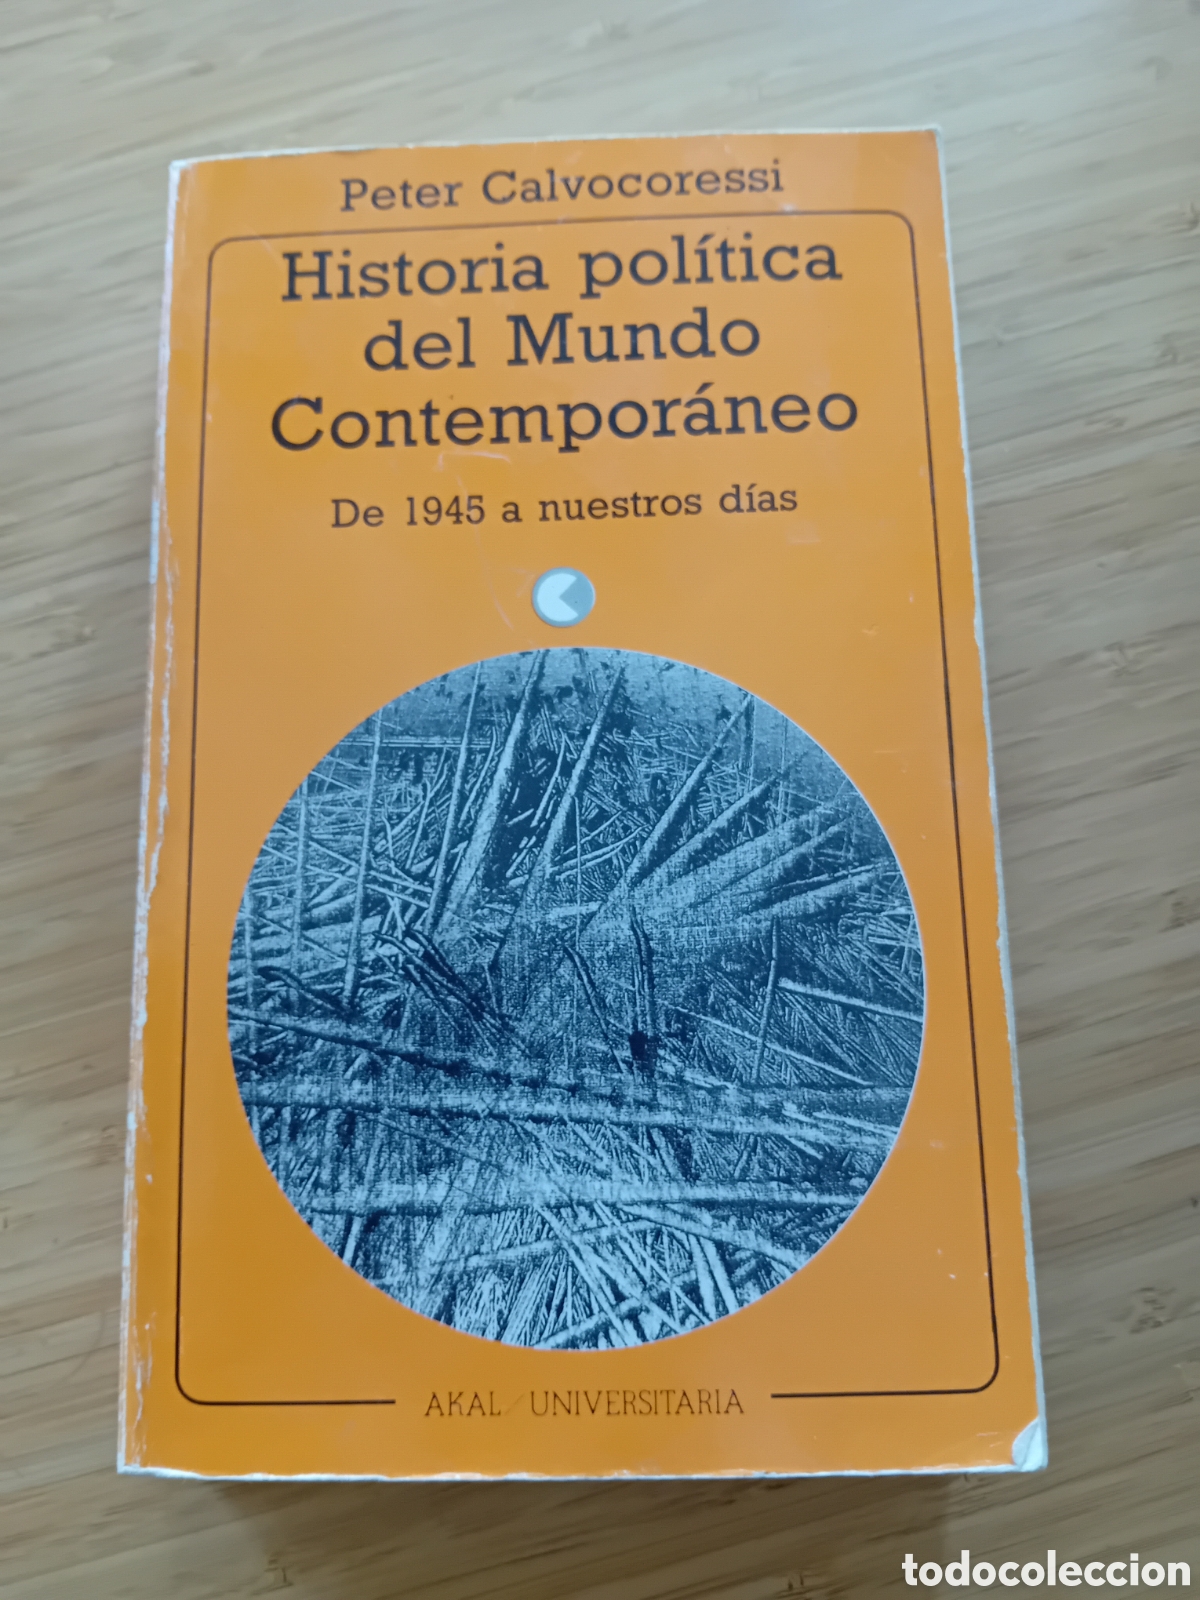 Peter Calvocoressi
Historia política
del Mundo
Contemporáneo
De 1945 a nuestros días
AKAL/UNIVERSITARIA
todocoleccion